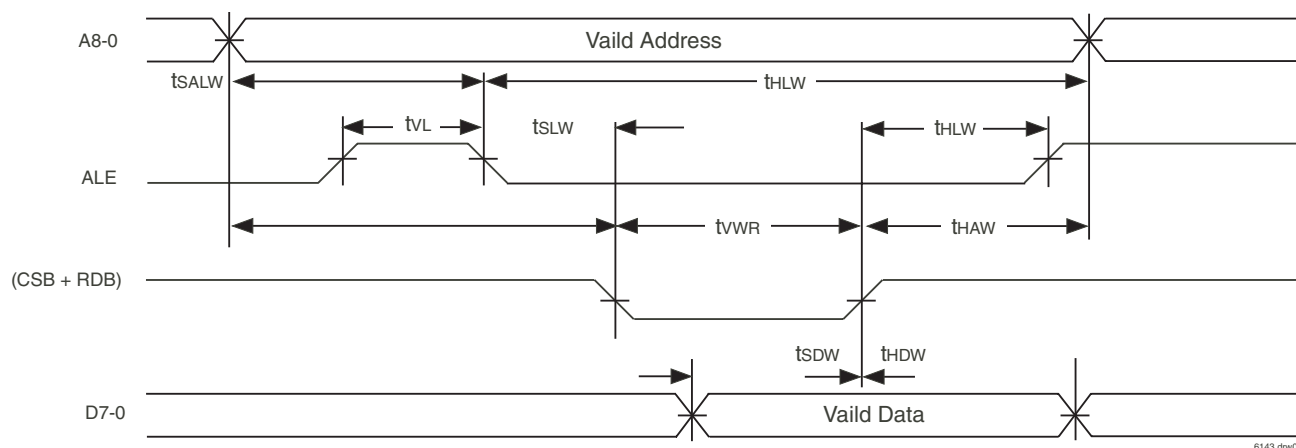 A8-0
Vaild Address
tSALW
tHLW
tVL
tSLW
tHLW
ALE
tVWR
tHAW
(CSB + RDB)
tSDW
tHDW
D7-0
Vaild Data